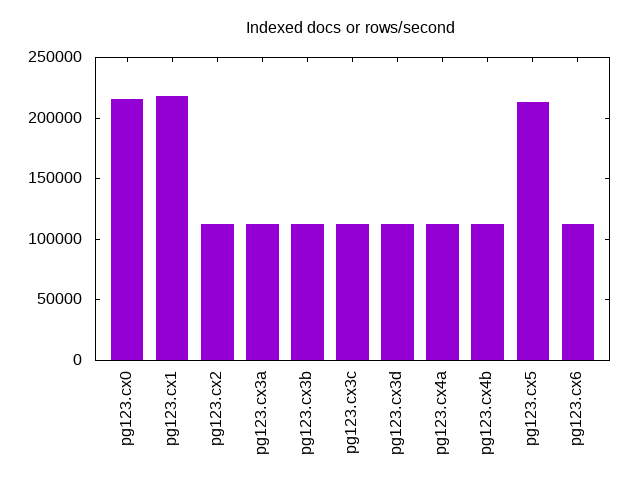 Indexed docs or rows/second
250000
200000
150000
100000
50000
0
pg123.cx0
pg123.cx1
pg123.cx2
pg123.cx3a
pg123.cx3b
pg123.cx3c
pg123.cx3d
pg123.cx4a
pg123.cx4b
pg123.cx5
pg123.cx6